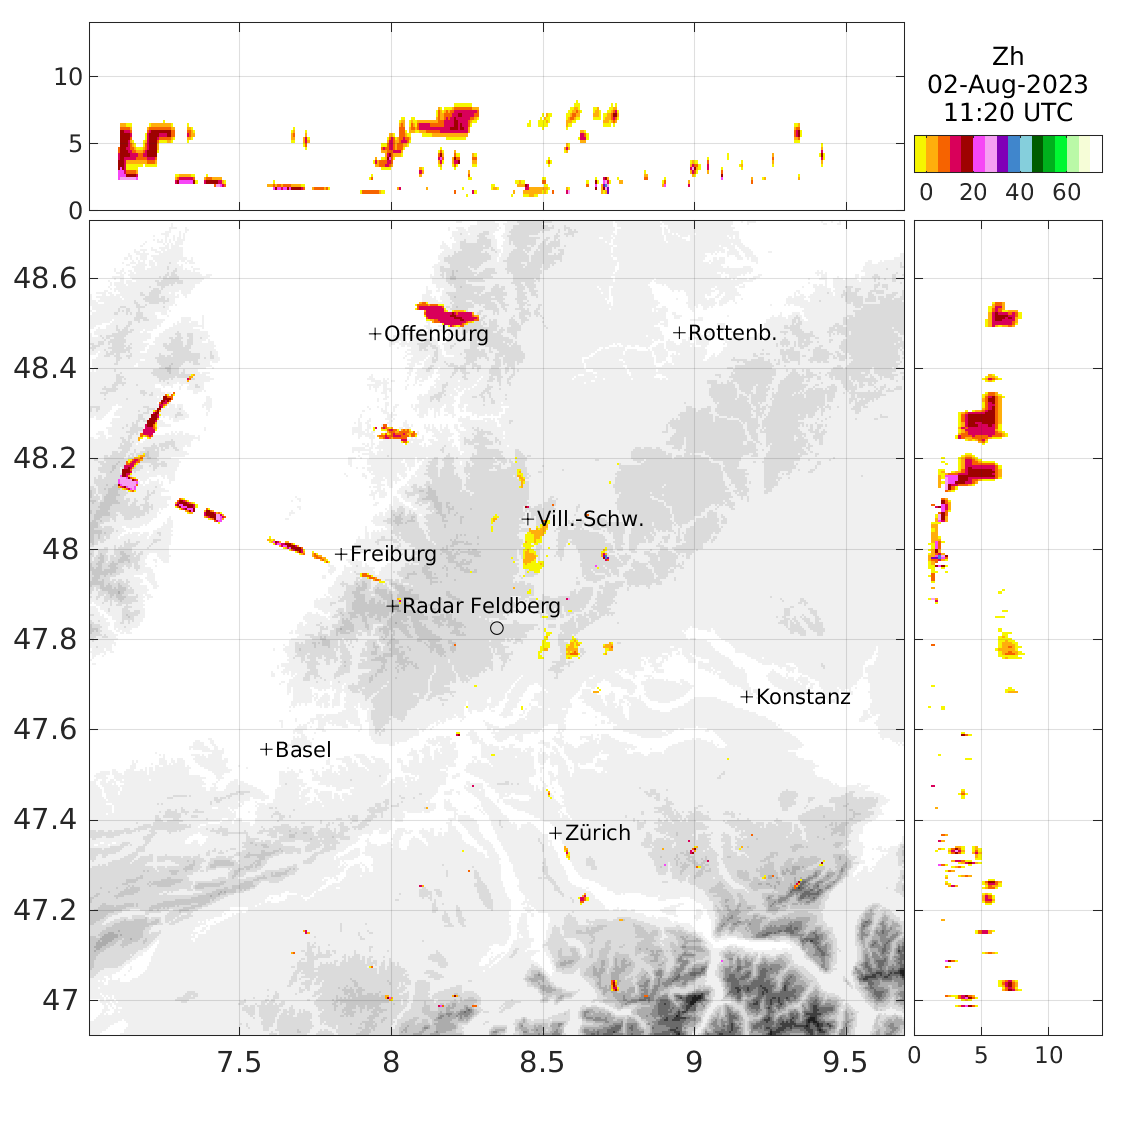 Zh
02-Aug-2023
11:20 UTC
0 20 40 60
10
5
0
48.6
48.4
48.2
48
47.8
47.6
47.4
47.2
47
Offenburg
Rottenb.
Vill.-Schw.
Freiburg
Radar Feldberg
Konstanz
Basel
Zürich
7.5 8 8.5 9 9.5
0 5 10